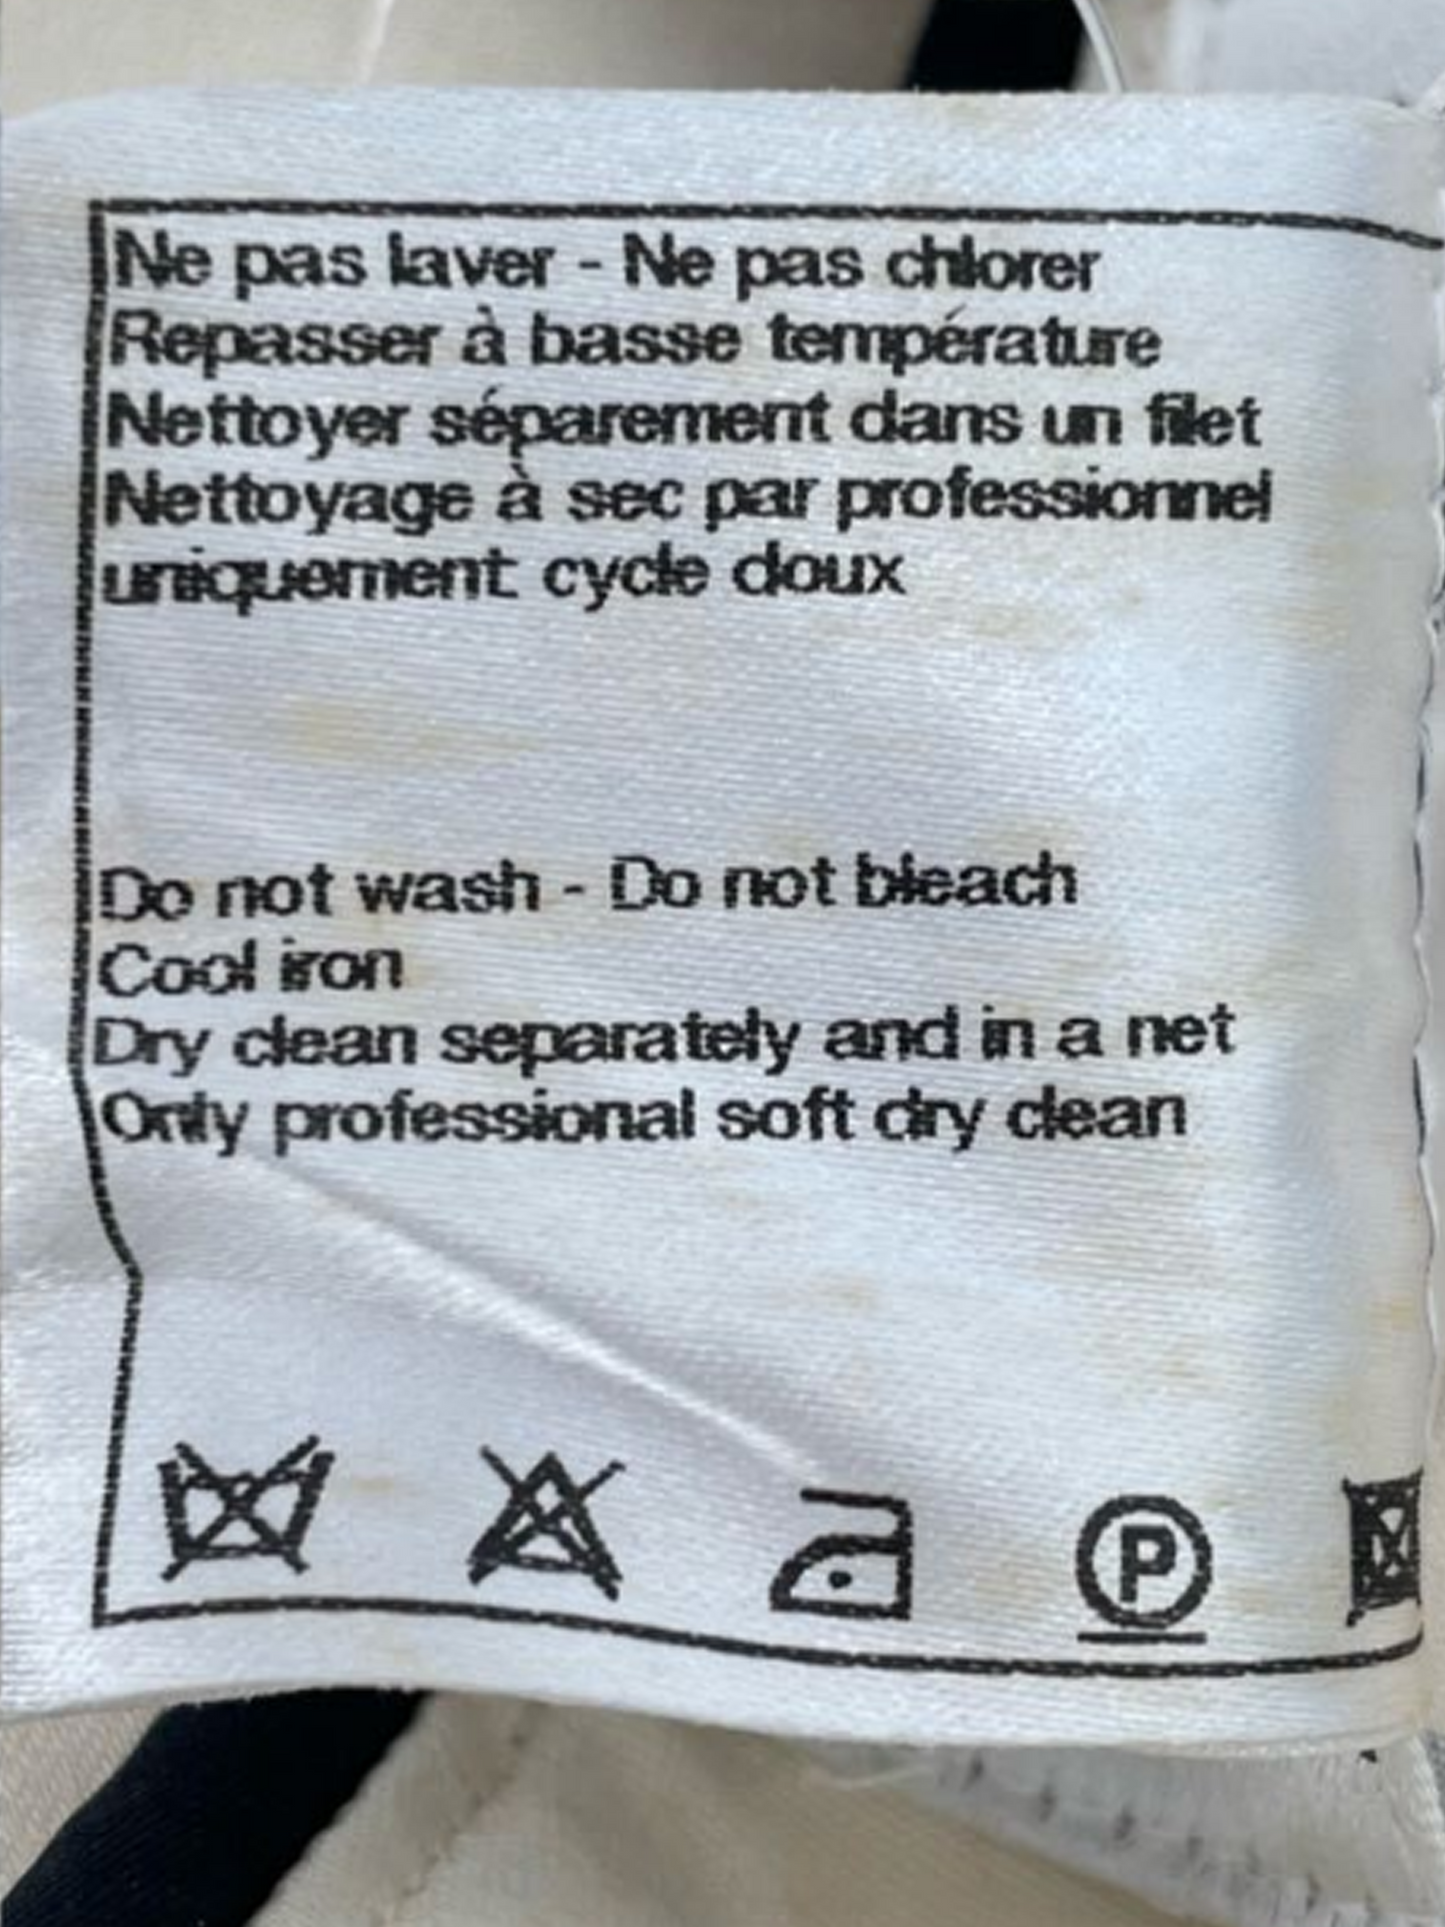 Ne pas laver - Ne pas chlorer
Repasser à basse température
Nettoyer séparement dans un filet
Nettoyage à sec par professionnel
uniquement cycle doux
Do not wash - Do not bleach
Cool iron
Dry clean separately and in a net
Only professional soft dry clean
P